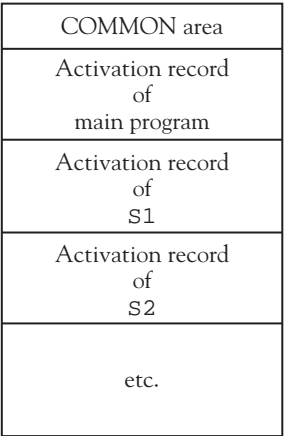 COMMON area
Activation record
of
main program
Activation record
of
S1
Activation record
of
S2
etc.